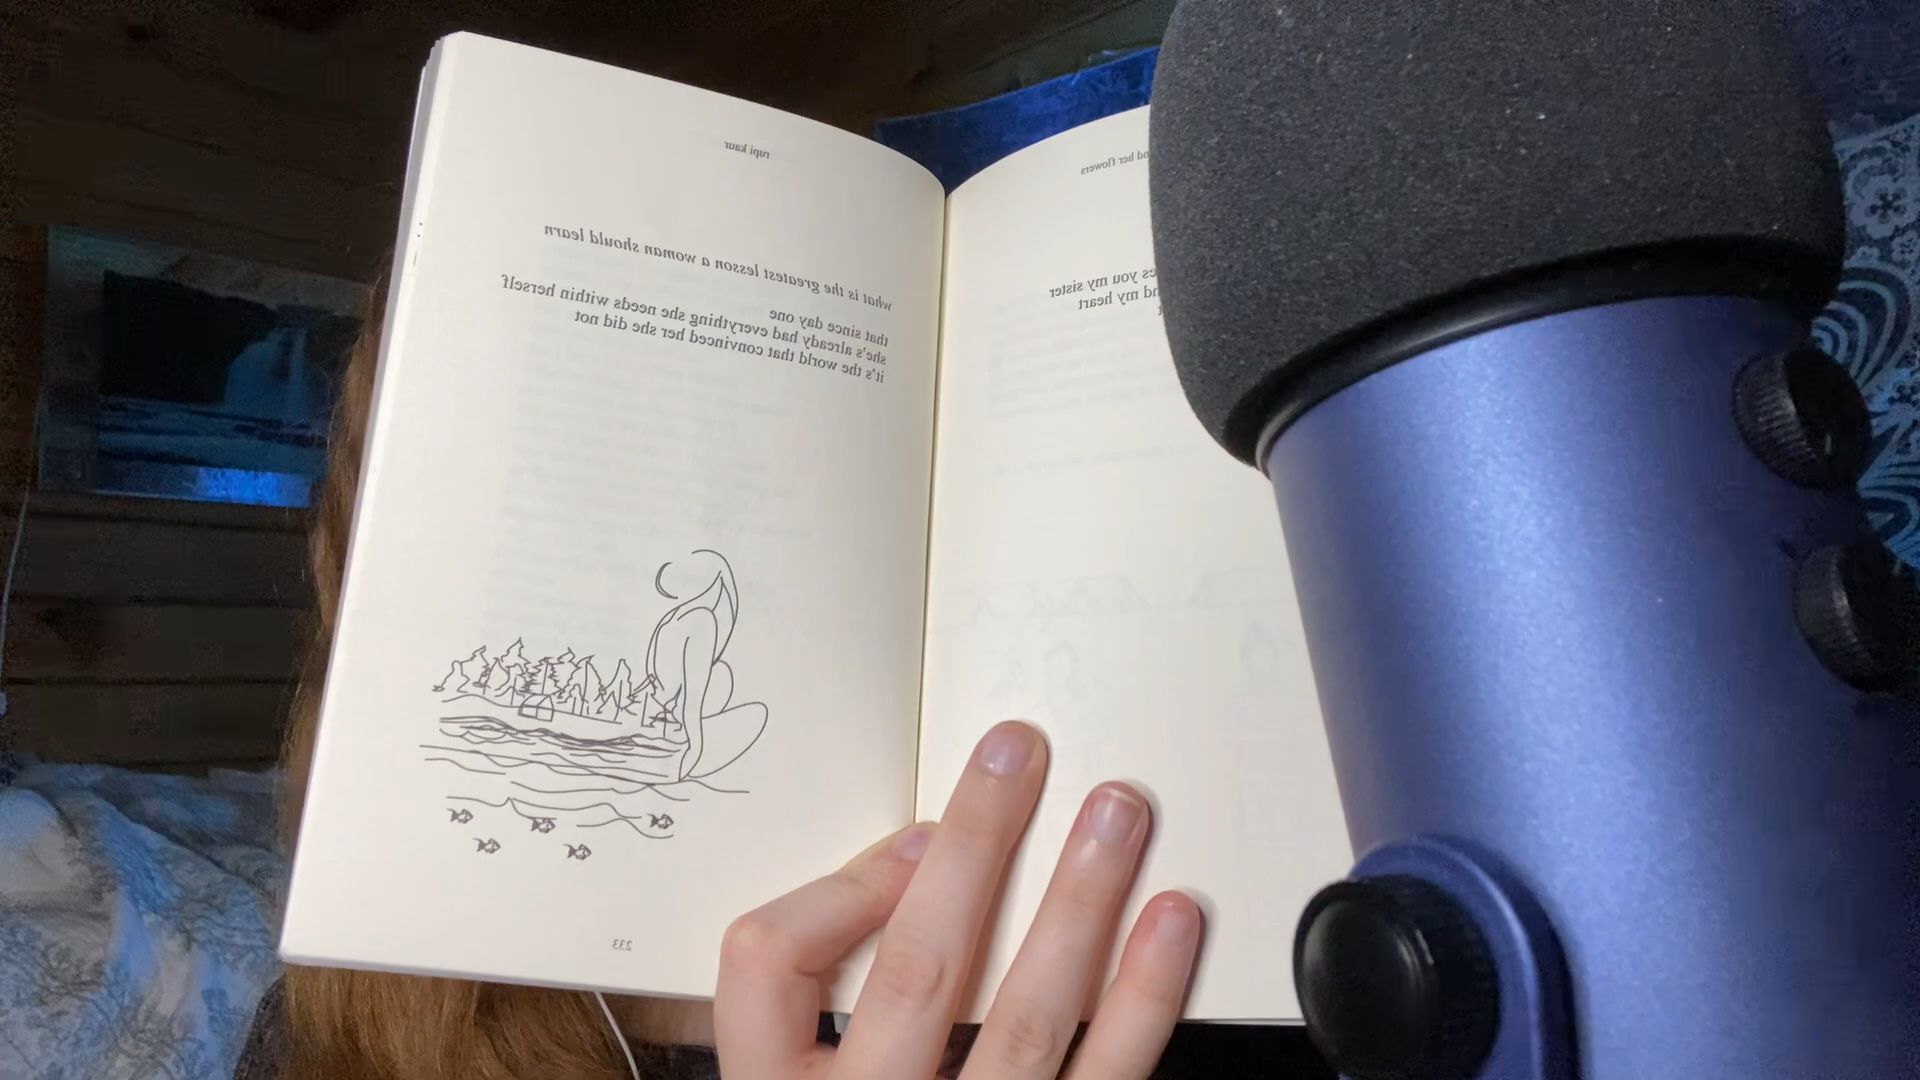 rupi kaur
what is the greatest lesson a woman should learn
that since day one
she's already had everything she needs within herself
it's the world that convinced her she did not
233
her flowers
you my sister
my heart